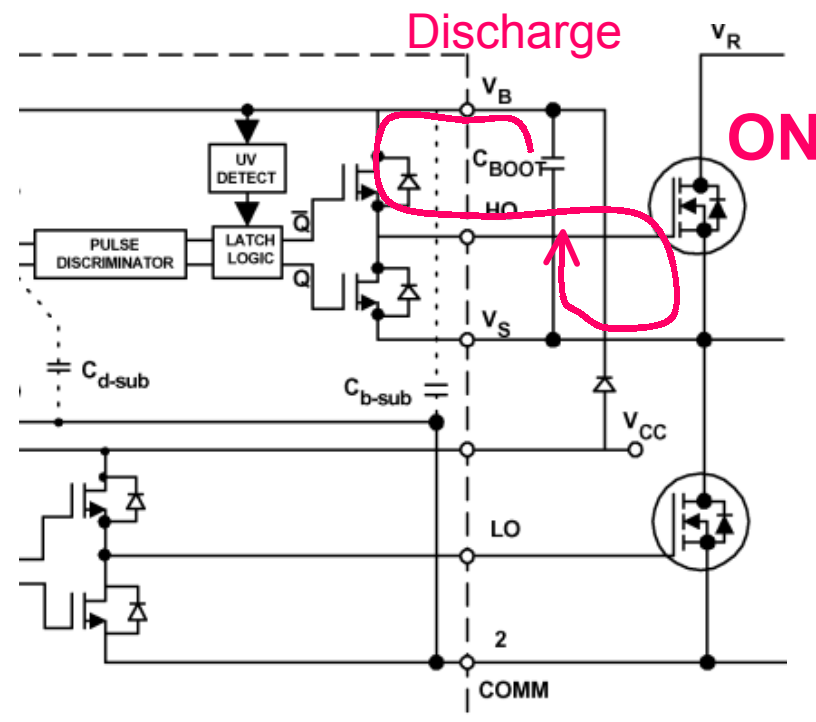 Discharge
VR
VB
ON
UV
DETECT
CBOOT
HO
Q̅
PULSE
DISCRIMINATOR
LATCH
LOGIC
Q
VS
Cd-sub
Cb-sub
VCC
LO
2
COMM